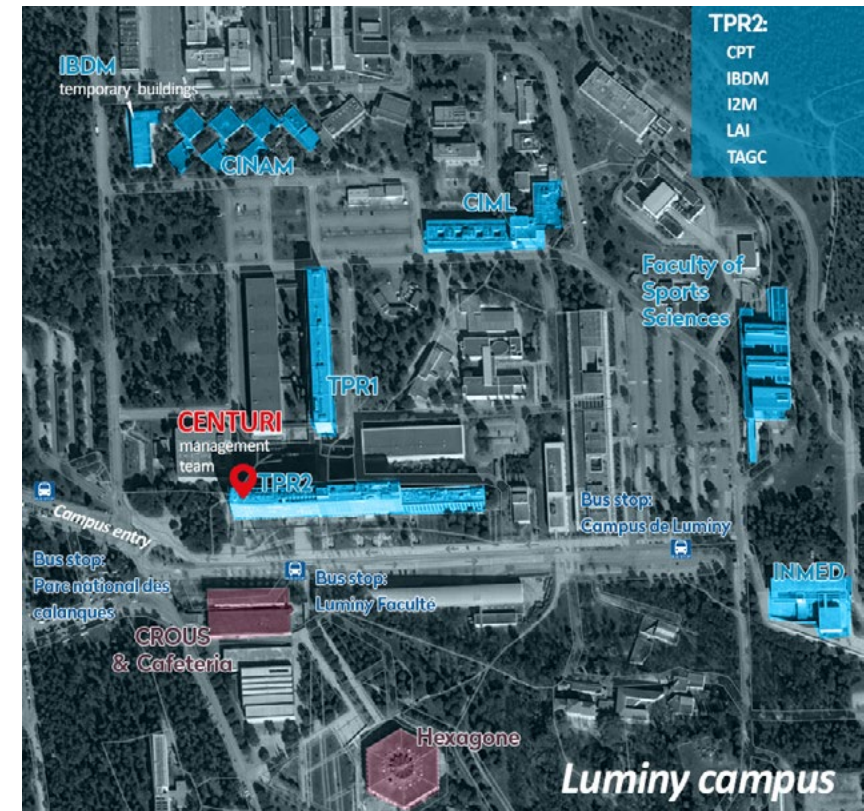 TPR2:
CPT
IBDM
I2M
LAI
TAGC
IBDM
temporary buildings
CINAM
CIML
Faculty of
Sports
Sciences
TPR1
CENTURI
management
team
TPR2
Campus entry
Bus stop:
Campus de Luminy
Bus stop:
Parc national des
calanques
Bus stop:
Luminy Faculté
INMED
CROUS
& Cafeteria
Hexagone
Luminy campus